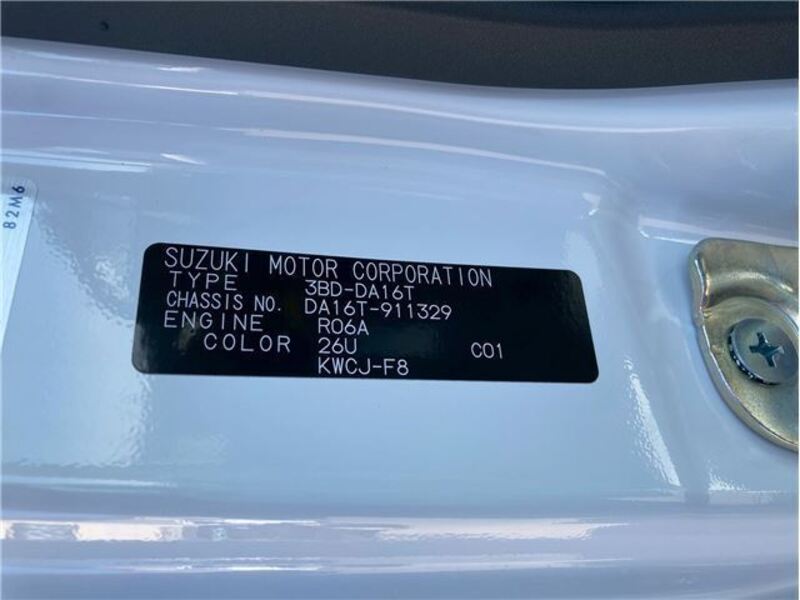 82M6
SUZUKI MOTOR CORPORATION
TYPE 3BD-DA16T
CHASSIS NO. DA16T-911329
ENGINE R06A
COLOR 26U C01
KWCJ-F8